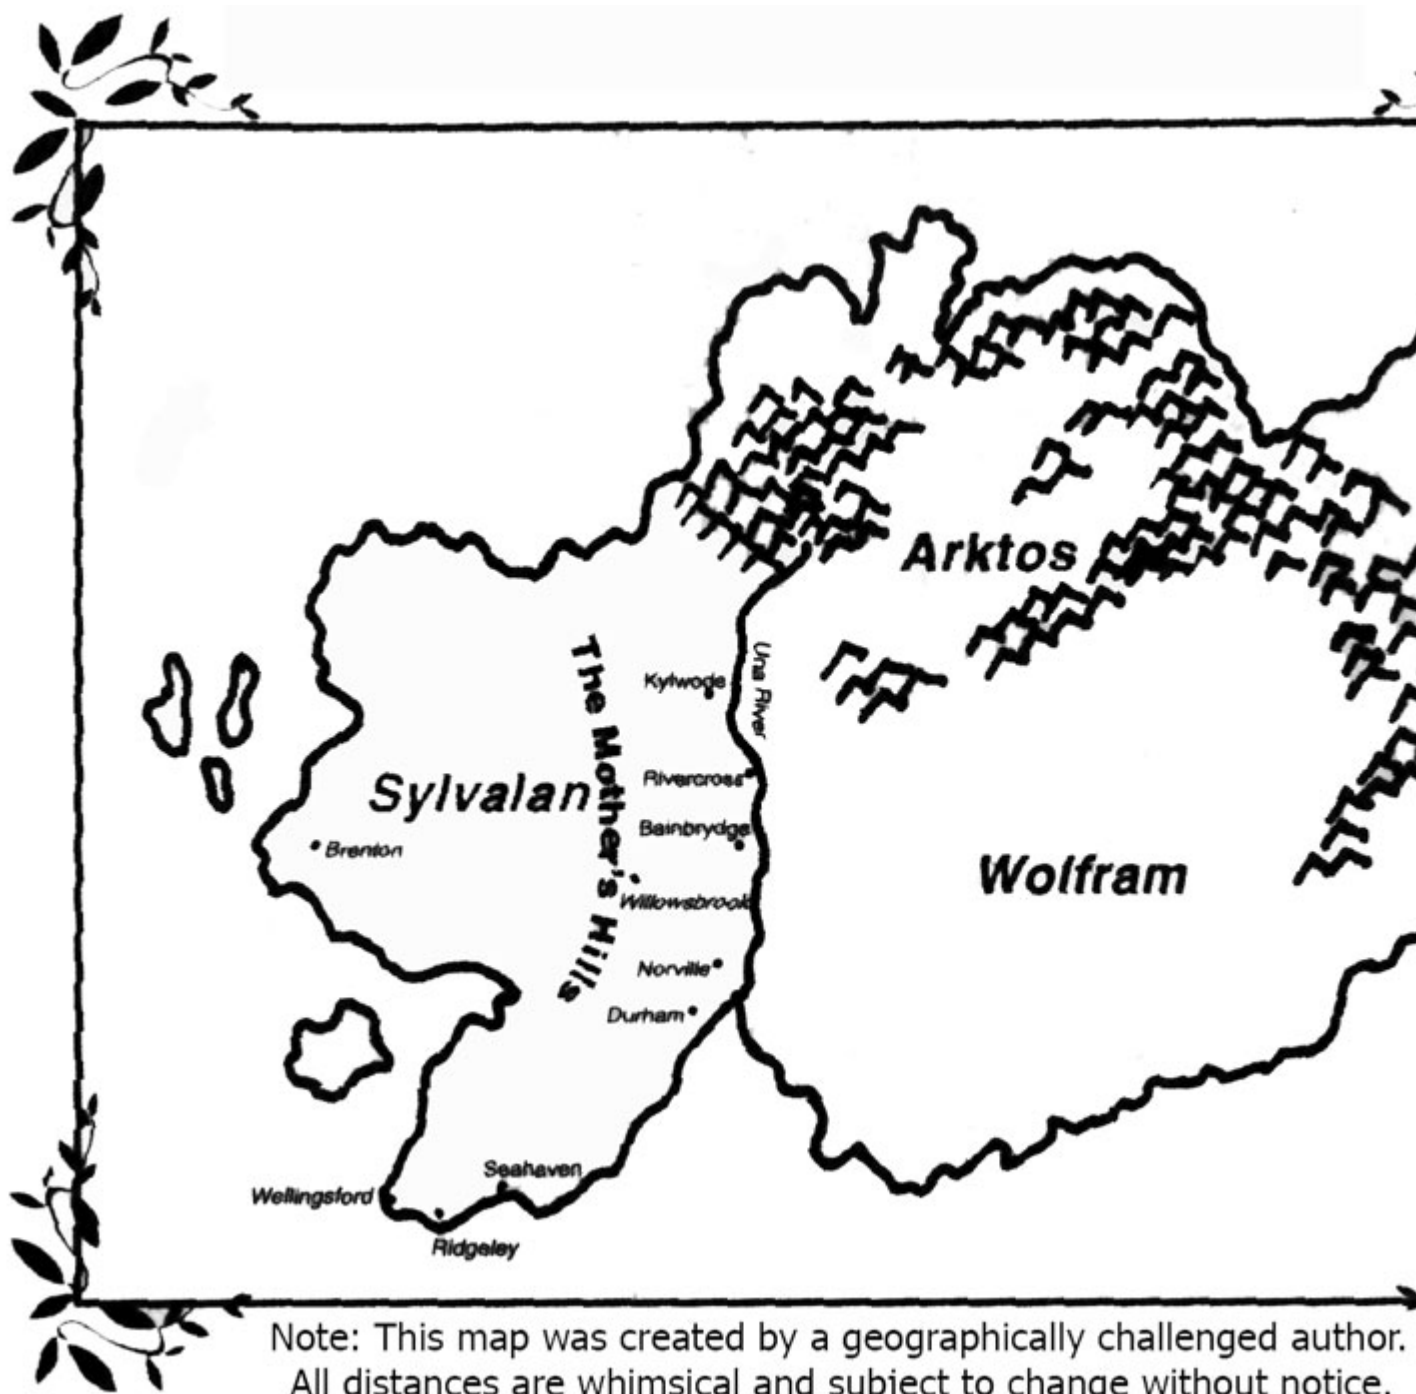 Arktos
Una River
The Mother's Hills
Kylwode
Rivercross
Sylvalan
Bainbrydge
Brenton
Wolfram
Willowsbrook
Norville
Durham
Seahaven
Wellingsford
Ridgeley
Note: This map was created by a geographically challenged author.
All distances are whimsical and subject to change without notice.